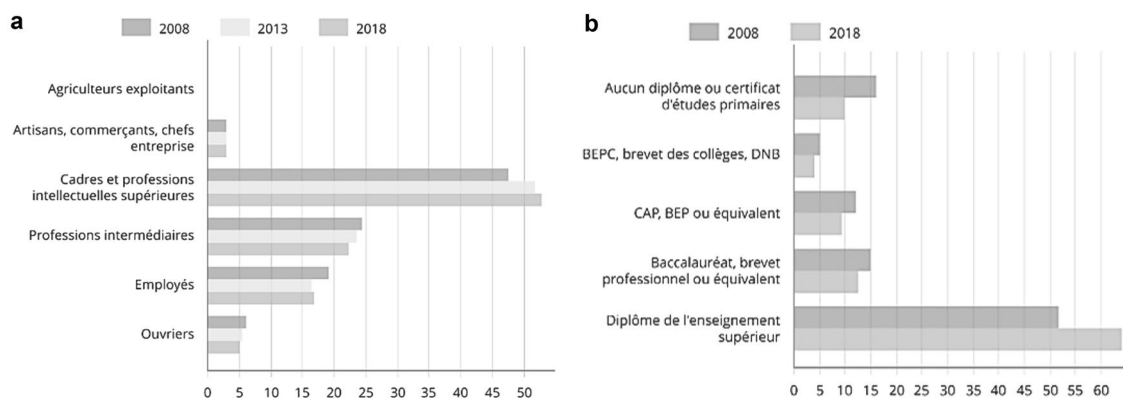 a
2008 2013 2018
Agriculteurs exploitants
Artisans, commerçants, chefs
entreprise
Cadres et professions
intellectuelles supérieures
Professions intermédiaires
Employés
Ouvriers
0 5 10 15 20 25 30 35 40 45 50
b
2008 2018
Aucun diplôme ou certificat
d'études primaires
BEPC, brevet des collèges, DNB
CAP, BEP ou équivalent
Baccalauréat, brevet
professionnel ou équivalent
Diplôme de l'enseignement
supérieur
0 5 10 15 20 25 30 35 40 45 50 55 60